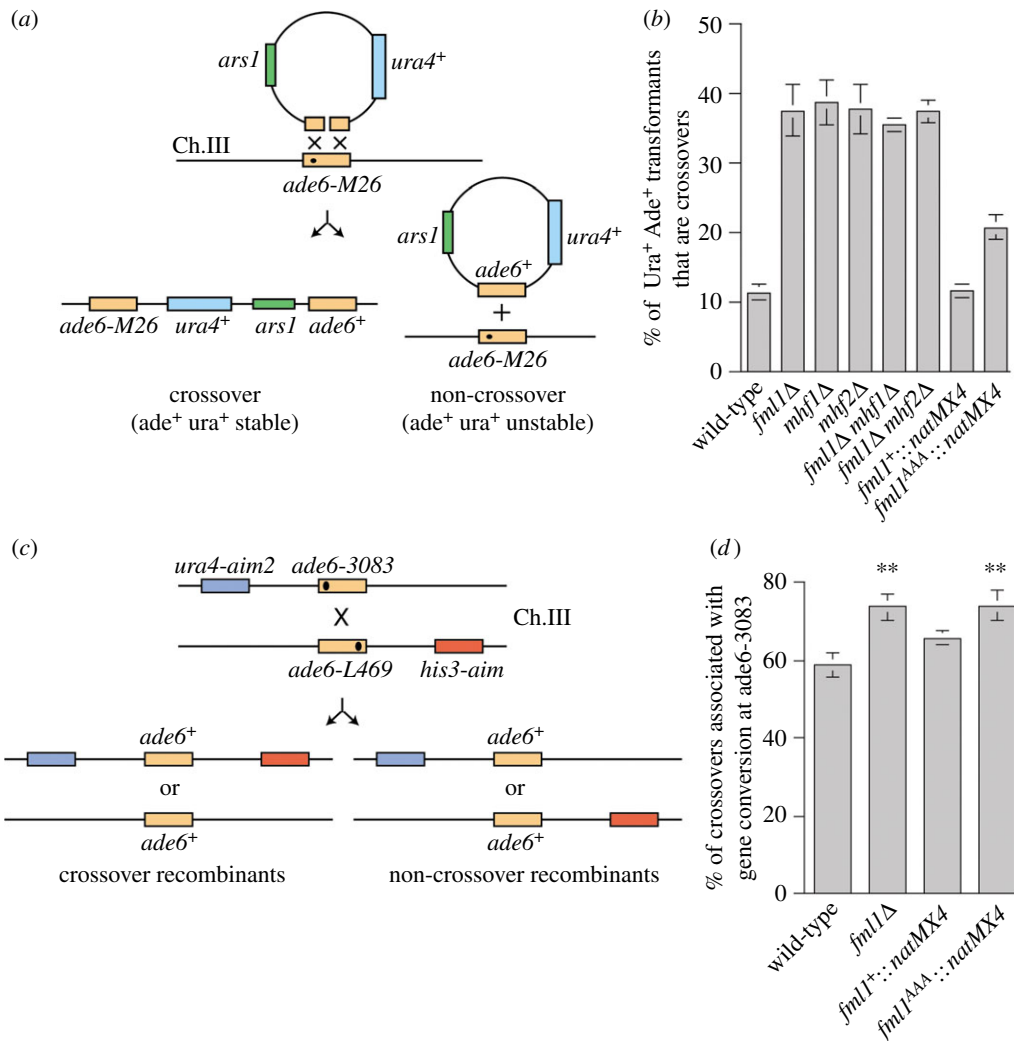 (a)
ars1
ura4+
Ch.III
ade6-M26
ars1
ura4+
ade6+
+
ade6-M26
ade6-M26
ura4+
ars1
ade6+
crossover
(ade+ ura+ stable)
non-crossover
(ade+ ura+ unstable)
(b)
% of Ura+ Ade+ transformants
that are crossovers
50
40
30
20
10
0
wild-type
fml1Δ
mhf1Δ
mhf2Δ
fml1Δ mhf1Δ
fml1Δ mhf2Δ
fml1+::natMX4
fml1AAA::natMX4
(c)
ura4-aim2
ade6-3083
X
Ch.III
ade6-L469
his3-aim
ade6+
or
ade6+
crossover recombinants
ade6+
or
ade6+
non-crossover recombinants
(d)
% of crossovers associated with
gene conversion at ade6-3083
80
60
40
20
0
**
**
wild-type
fml1Δ
fml1+::natMX4
fml1AAA::natMX4